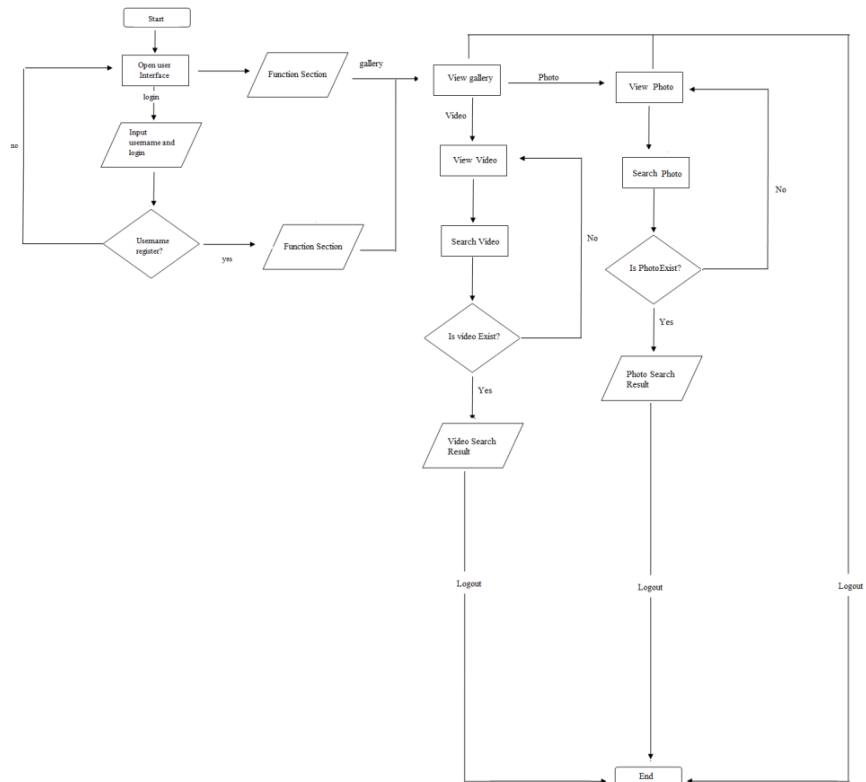 Start
Open user
Interface
login
Input
username and
login
no
Username
register?
yes
Function Section
Function Section
gallery
View gallery
Photo
View Photo
Video
View Video
Search Photo
No
Search Video
No
Is PhotoExist?
Is video Exist?
Yes
Photo Search
Result
Yes
Video Search
Result
Logout
Logout
Logout
End